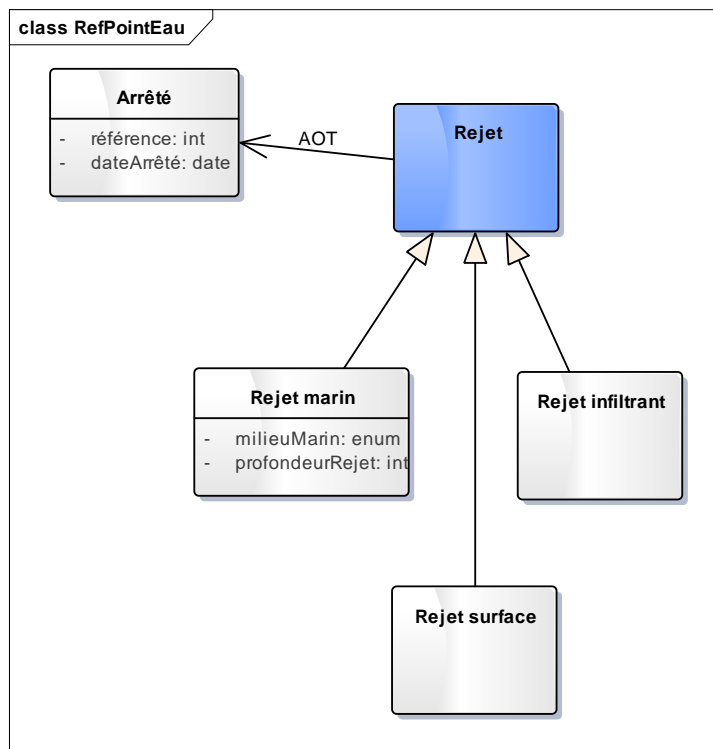 class RefPointEau
Arrêté
- référence: int
- dateArrêté: date
AOT
Rejet
Rejet marin
- milieuMarin: enum
- profondeurRejet: int
Rejet infiltrant
Rejet surface